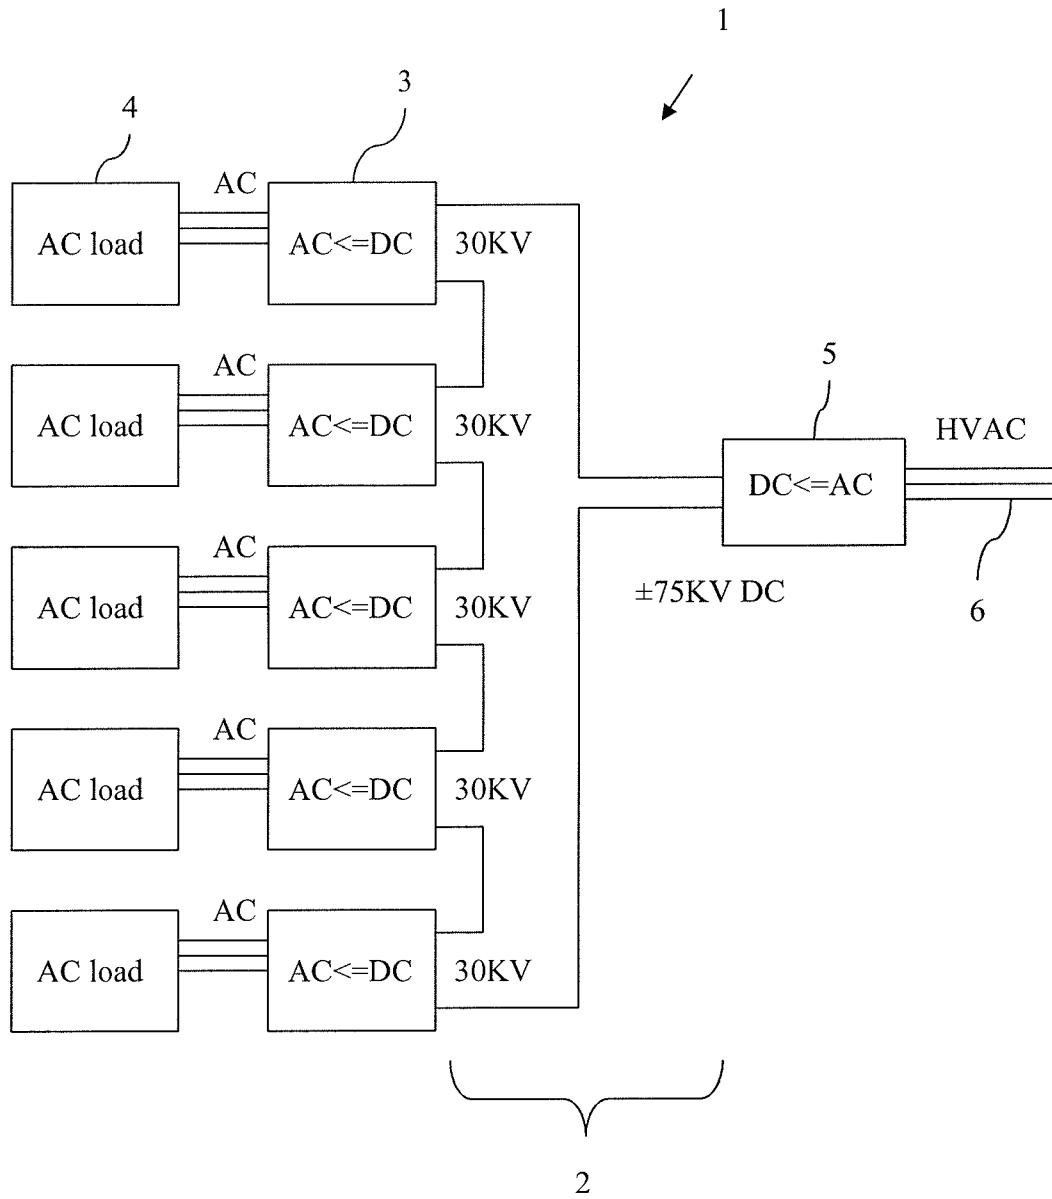 1
3
4
AC
AC load
AC<=DC
30KV
AC
AC load
AC<=DC
30KV
5
HVAC
DC<=AC
AC
AC load
AC<=DC
30KV
±75KV DC
6
AC
AC load
AC<=DC
30KV
AC
AC load
AC<=DC
30KV
2